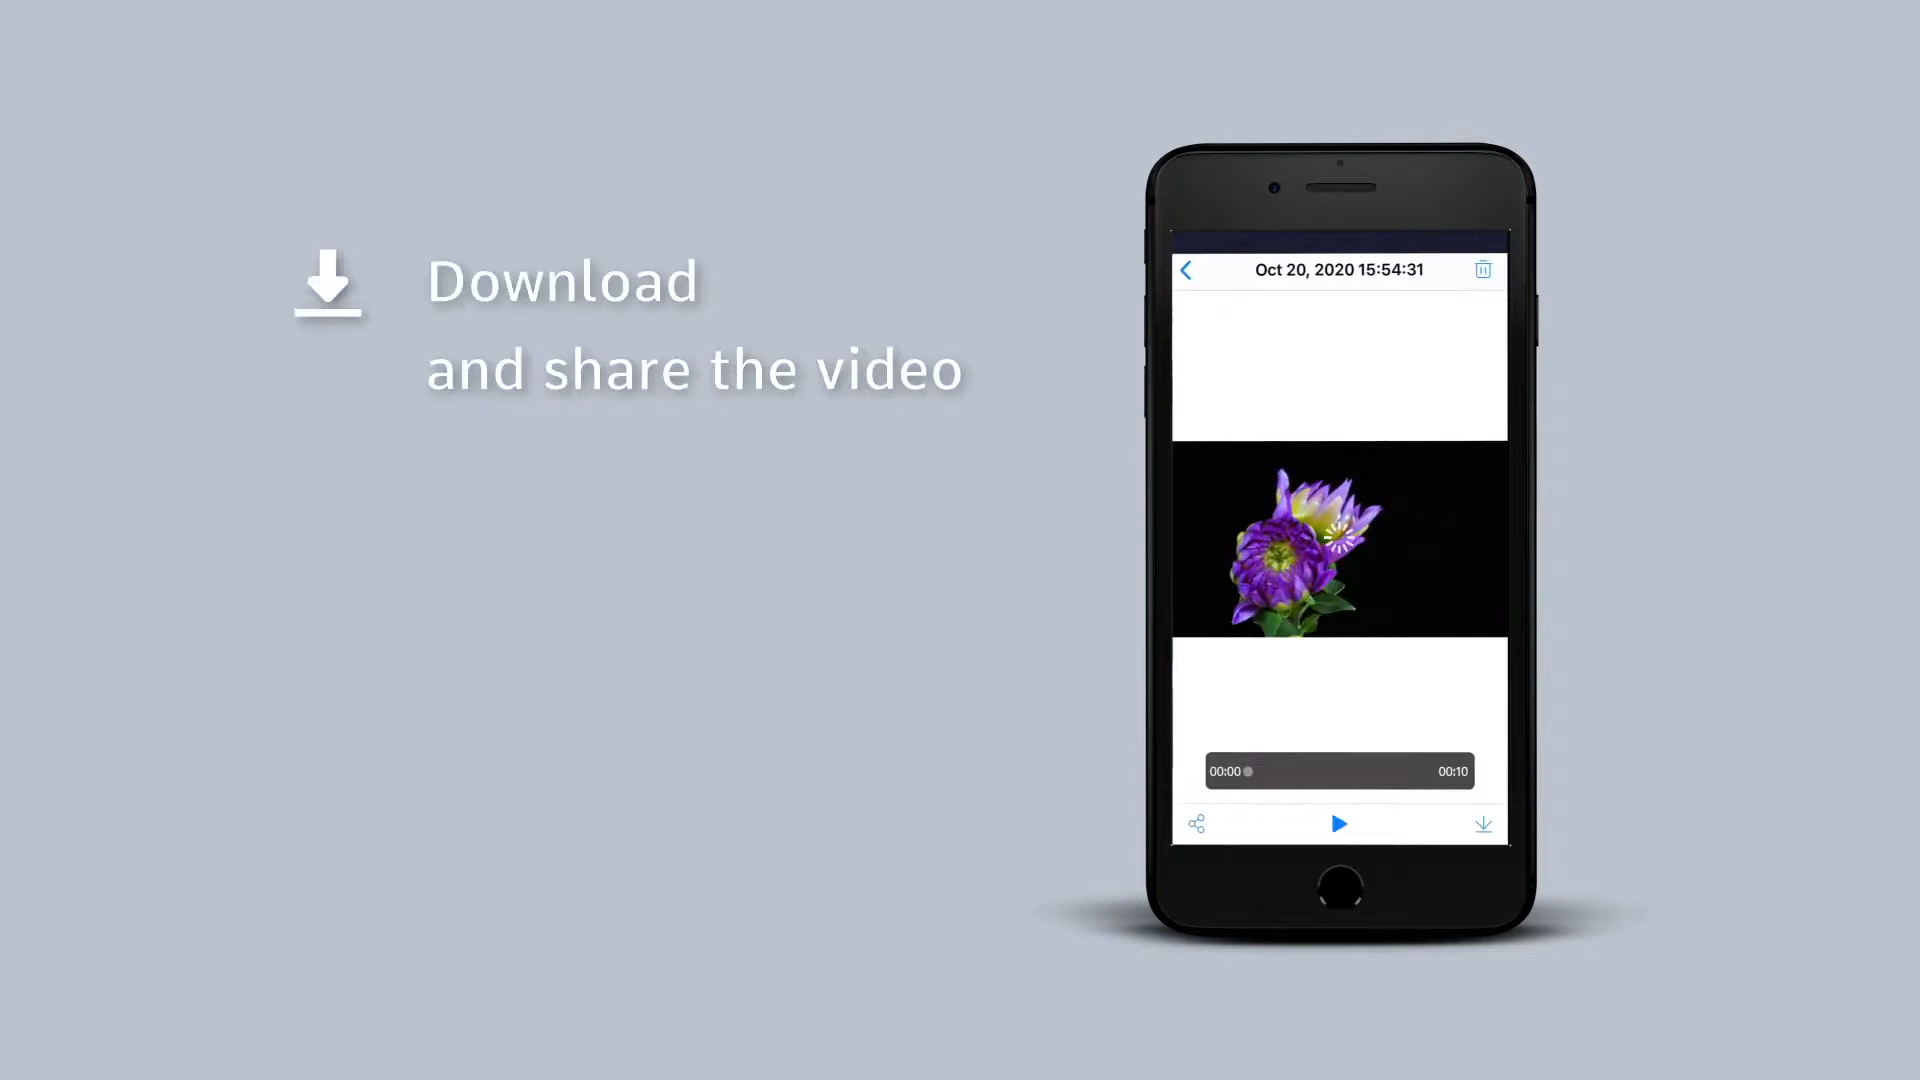 Download
and share the video
Oct 20, 2020 15:54:31
00:00
00:10